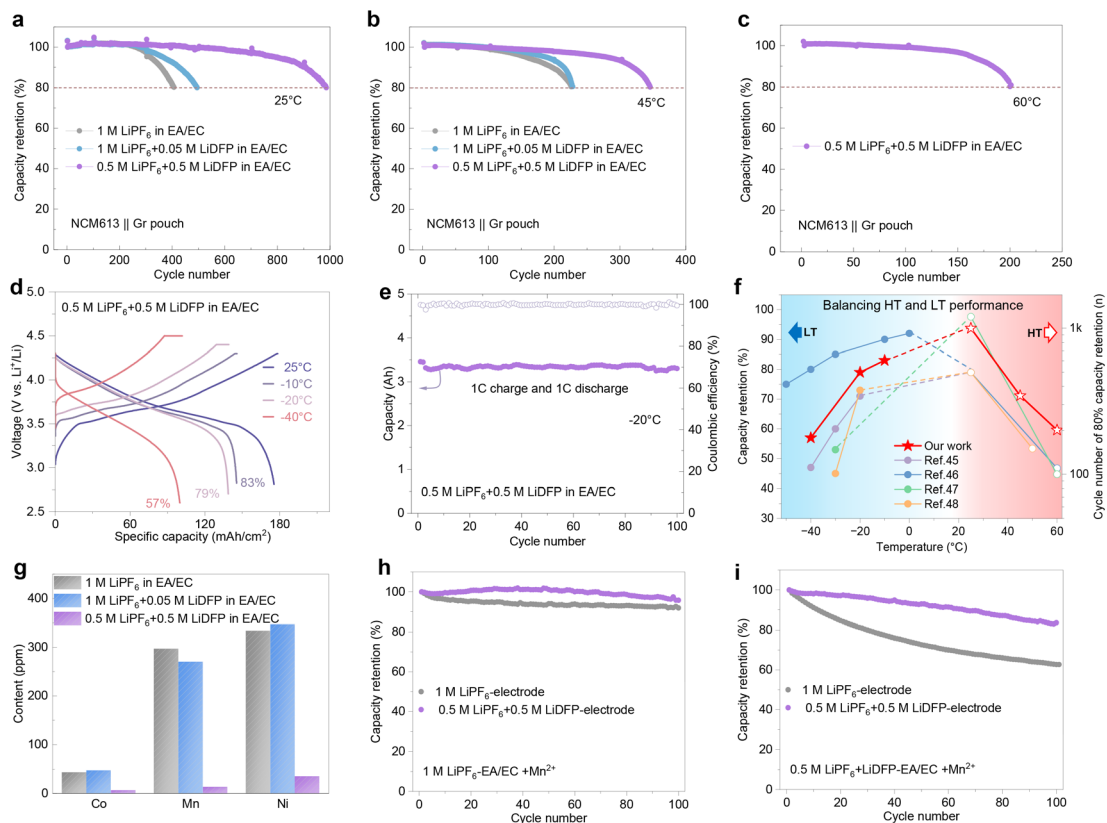 a
Capacity retention (%)
100
80
80
60
40
20
0
25°C
1 M LiPF₆ in EA/EC
1 M LiPF₆+0.05 M LiDFP in EA/EC
0.5 M LiPF₆+0.5 M LiDFP in EA/EC
NCM613 || Gr pouch
0 200 400 600 800 1000
Cycle number
b
Capacity retention (%)
100
80
80
60
40
20
0
45°C
1 M LiPF₆ in EA/EC
1 M LiPF₆+0.05 M LiDFP in EA/EC
0.5 M LiPF₆+0.5 M LiDFP in EA/EC
NCM613 || Gr pouch
0 100 200 300 400
Cycle number
c
Capacity retention (%)
100
80
80
60
40
20
0
60°C
0.5 M LiPF₆+0.5 M LiDFP in EA/EC
NCM613 || Gr pouch
0 50 100 150 200 250
Cycle number
d
Voltage (V vs. Li⁺/Li)
5.0
4.5
4.0
3.5
3.0
2.5
0.5 M LiPF₆+0.5 M LiDFP in EA/EC
25°C
-10°C
-20°C
-40°C
57%
79%
83%
0 60 120 180
Specific capacity (mAh/cm²)
e
Capacity (Ah)
5
4
3
2
1
0
1C charge and 1C discharge
-20°C
0.5 M LiPF₆+0.5 M LiDFP in EA/EC
100
80
60
40
20
0
Coulombic efficiency (%)
0 20 40 60 80 100
Cycle number
f
Balancing HT and LT performance
LT
HT
Capacity retention (%)
100
90
80
70
60
50
40
30
Our work
Ref.45
Ref.46
Ref.47
Ref.48
1k
100
Cycle number of 80% capacity retention (n)
−40 −20 0 20 40 60
Temperature (°C)
g
Content (ppm)
400
300
200
100
0
1 M LiPF₆ in EA/EC
1 M LiPF₆+0.05 M LiDFP in EA/EC
0.5 M LiPF₆+0.5 M LiDFP in EA/EC
Co Mn Ni
h
Capacity retention (%)
100
80
60
40
20
0
1 M LiPF₆-electrode
0.5 M LiPF₆+0.5 M LiDFP-electrode
1 M LiPF₆-EA/EC +Mn²⁺
0 20 40 60 80 100
Cycle number
i
Capacity retention (%)
100
80
60
40
20
0
1 M LiPF₆-electrode
0.5 M LiPF₆+0.5 M LiDFP-electrode
0.5 M LiPF₆+LiDFP-EA/EC +Mn²⁺
0 20 40 60 80 100
Cycle number